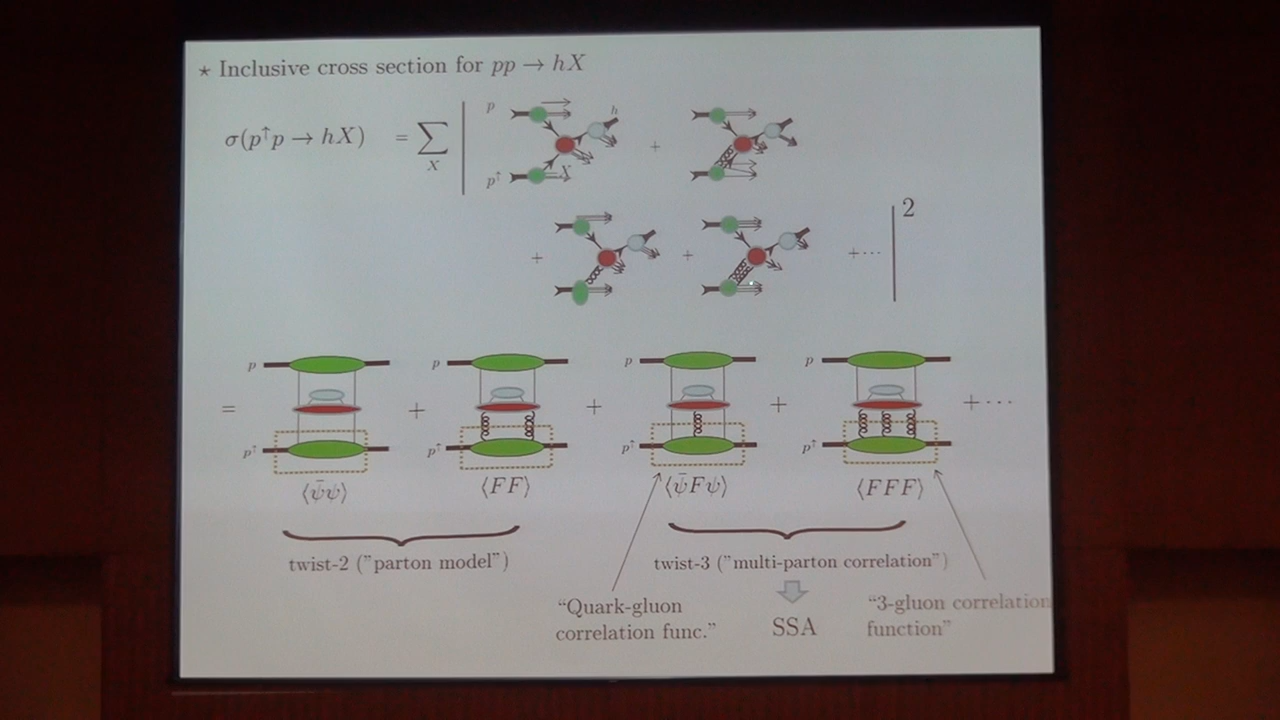 ⋆ Inclusive cross section for pp → hX
σ(p↑p → hX) = ∑
X
p
h
+
X
p↑
2
+
+
+ ···
p
p
p
p
=
+
+
+
+ ···
p↑
p↑
p↑
p↑
⟨ψ̄ψ⟩
⟨FF⟩
⟨ψ̄Fψ⟩
⟨FFF⟩
twist-2 ("parton model")
twist-3 ("multi-parton correlation")
“Quark-gluon
correlation func.”
SSA
“3-gluon correlation
function”